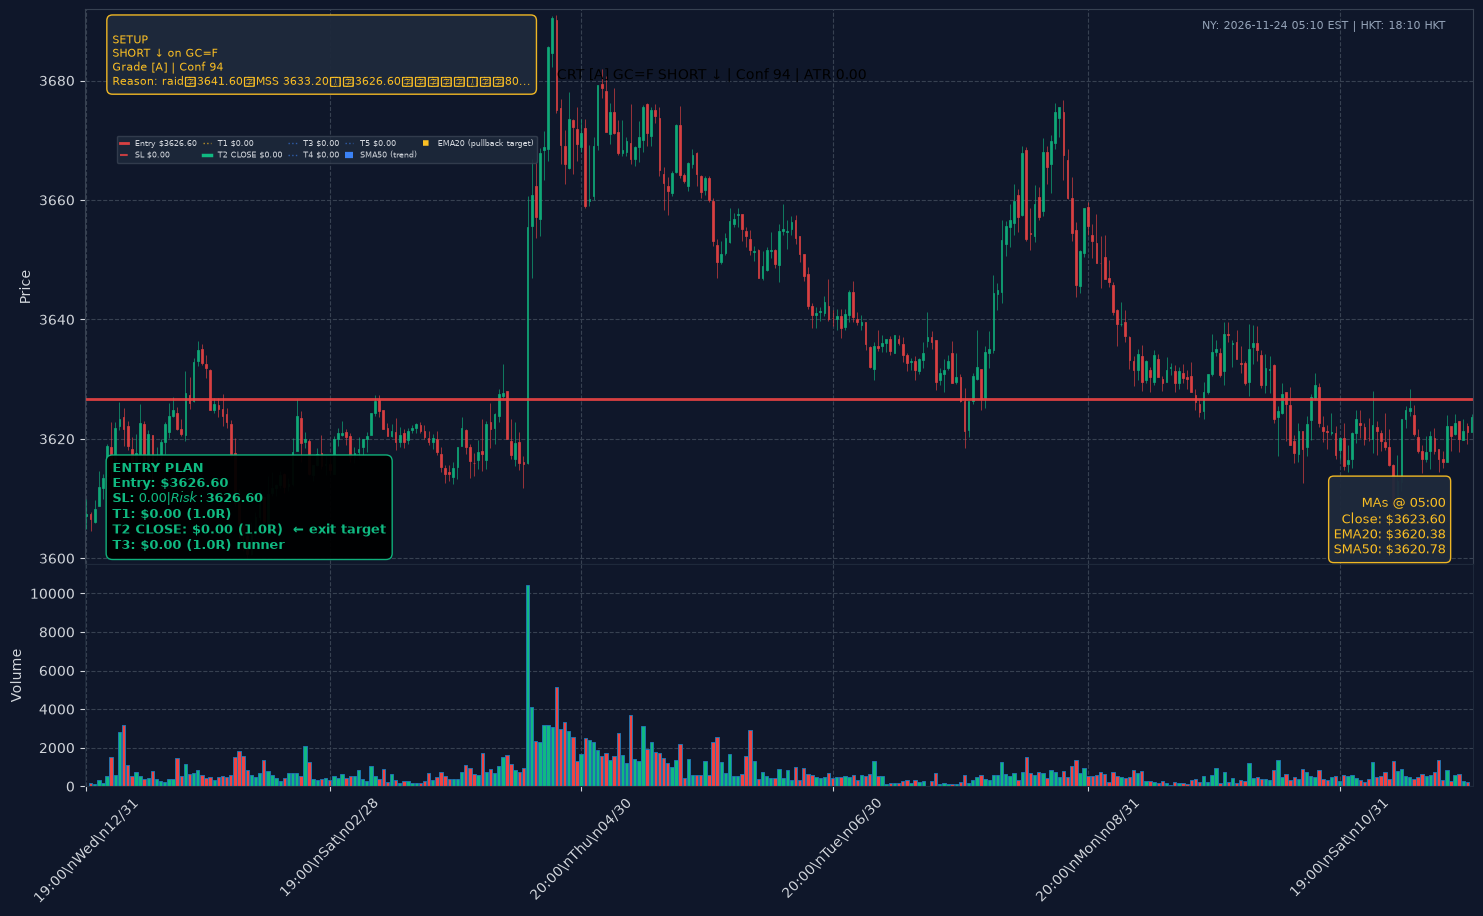 NY: 2026-11-24 05:10 EST | HKT: 18:10 HKT
SETUP
SHORT ↓ on GC=F
Grade [A] | Conf 94
Reason: raid 3641.60 MSS 3633.20 3626.60 80...
CRT [A] GC=F SHORT ↓ | Conf 94 | ATR 0.00
Entry $3626.60
SL $0.00
T1 $0.00
T2 CLOSE $0.00
T3 $0.00
T4 $0.00
T5 $0.00
SMA50 (trend)
EMA20 (pullback target)
Price
3680
3660
3640
3620
3600
ENTRY PLAN
Entry: $3626.60
SL: 0.00|Risk:3626.60
T1: $0.00 (1.0R)
T2 CLOSE: $0.00 (1.0R) ← exit target
T3: $0.00 (1.0R) runner
MAs @ 05:00
Close: $3623.60
EMA20: $3620.38
SMA50: $3620.78
Volume
10000
8000
6000
4000
2000
0
19:00\nWed\n12/31
19:00\nSat\n02/28
20:00\nThu\n04/30
20:00\nTue\n06/30
20:00\nMon\n08/31
19:00\nSat\n10/31